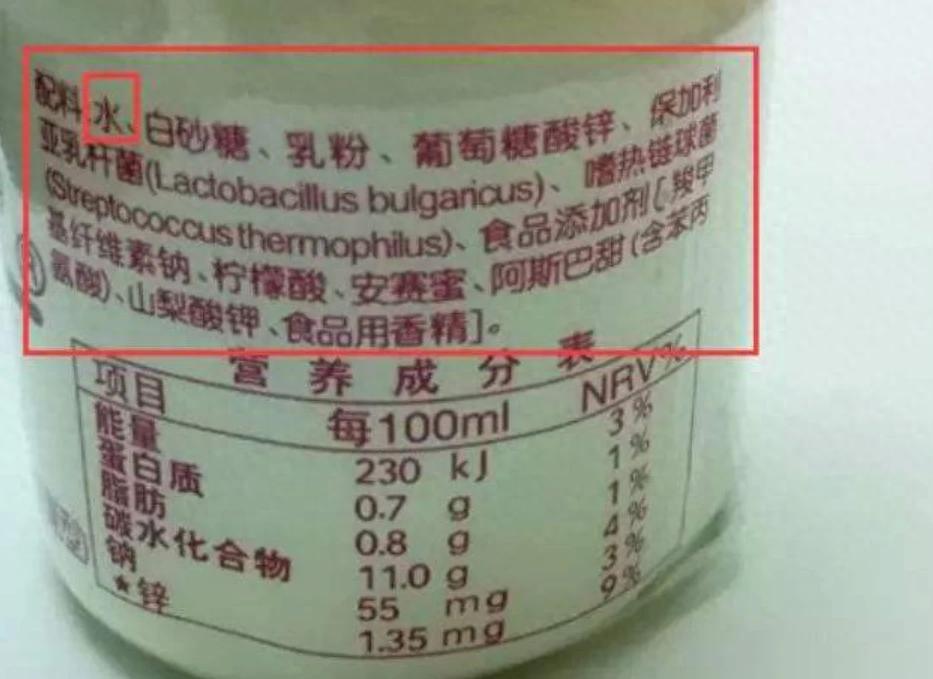 配料:水、白砂糖、乳粉、葡萄糖酸锌、保加利
亚乳杆菌(Lactobacillus bulgaricus)、嗜热链球菌
(Streptococcus thermophilus)、食品添加剂[羧甲
基纤维素钠、柠檬酸、安赛蜜、阿斯巴甜(含苯丙
氨酸)、山梨酸钾、食品用香精]。
营养成分表
项目 每100ml NRV%
能量 230 kJ 3%
蛋白质 0.7 g 1%
脂肪 0.8 g 1%
碳水化合物 11.0 g 4%
钠 55 mg 3%
★锌 1.35 mg 9%